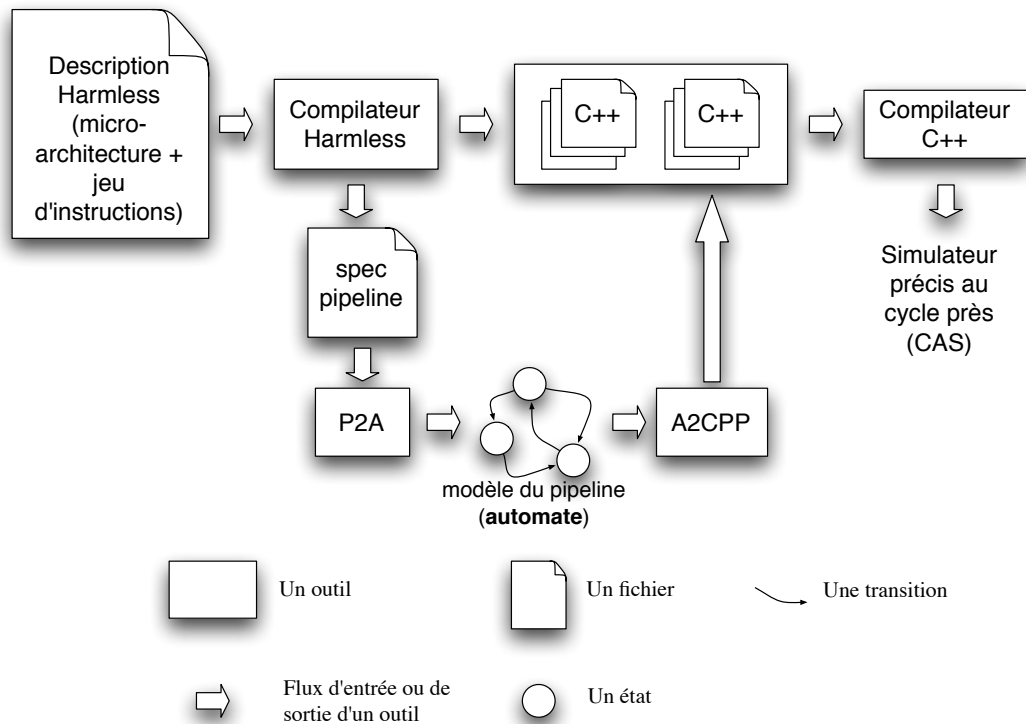 Description
Harmless
(micro-
architecture +
jeu
d'instructions)
Compilateur
Harmless
C++
C++
Compilateur
C++
spec
pipeline
Simulateur
précis au
cycle près
(CAS)
P2A
A2CPP
modèle du pipeline
(automate)
Un outil
Un fichier
Une transition
Flux d'entrée ou de
sortie d'un outil
Un état